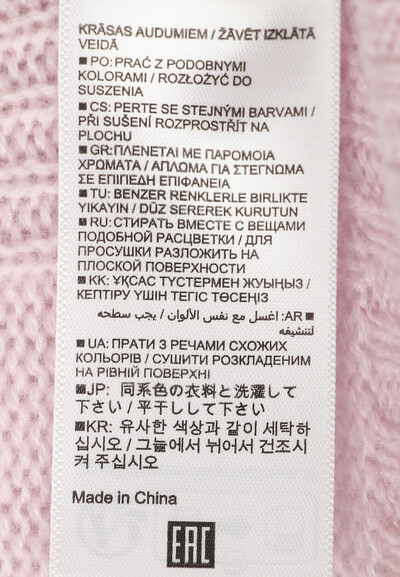 KRĀSAS AUDUMIEM / ŽĀVĒT IZKLĀTĀ
VEIDĀ
■ PO: PRAĆ Z PODOBNYMI
KOLORAMI / ROZŁOŻYĆ DO
SUSZENIA
■ CS: PERTE SE STEJNÝMI BARVAMI /
PŘI SUŠENÍ ROZPROSTŘÍT NA
PLOCHU
■ GR: ΠΛΕΝΕΤΑΙ ΜΕ ΠΑΡΟΜΟΙΑ
ΧΡΩΜΑΤΑ / ΑΠΛΩΜΑ ΓΙΑ ΣΤΕΓΝΩΜΑ
ΣΕ ΕΠΙΠΕΔΗ ΕΠΙΦΑΝΕΙΑ
■ TU: BENZER RENKLERLE BIRLIKTE
YIKAYIN / DÜZ SEREREK KURUTUN
■ RU: СТИРАТЬ ВМЕСТЕ С ВЕЩАМИ
ПОДОБНОЙ РАСЦВЕТКИ / ДЛЯ
ПРОСУШКИ РАЗЛОЖИТЬ НА
ПЛОСКОЙ ПОВЕРХНОСТИ
■ KK: ҰҚСАС ТҮСТЕРМЕН ЖУЫҢЫЗ /
КЕПТІРУ ҮШІН ТЕГІС ТӨСЕҢІЗ
■ AR: اغسل مع نفس الألوان / يجب سطحه
لتنشيفه
■ UA: ПРАТИ З РЕЧАМИ СХОЖИХ
КОЛЬОРІВ / СУШИТИ РОЗКЛАДЕНИМ
НА РІВНІЙ ПОВЕРХНІ
■JP: 同系色の衣料と洗濯して
下さい / 平干しして下さい
■KR: 유사한 색상과 같이 세탁하
십시오 / 그늘에서 뉘어서 건조시
켜 주십시오
Made in China
EAC